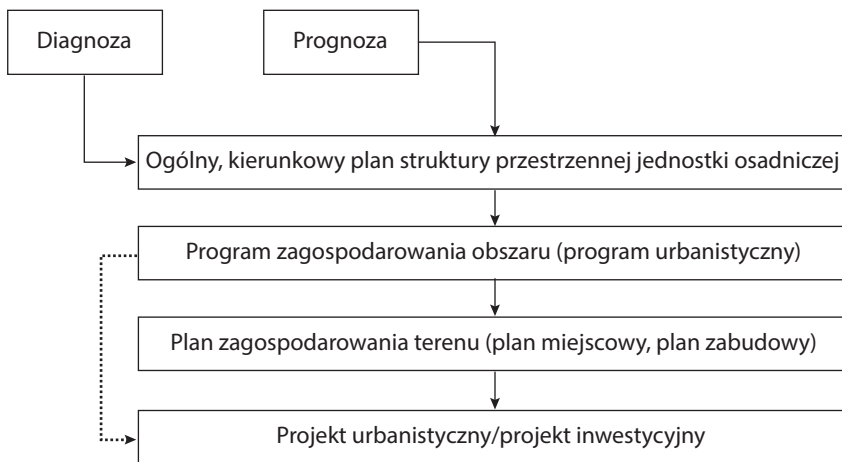 Diagnoza
Prognoza
Ogólny, kierunkowy plan struktury przestrzennej jednostki osadniczej
Program zagospodarowania obszaru (program urbanistyczny)
Plan zagospodarowania terenu (plan miejscowy, plan zabudowy)
Projekt urbanistyczny/projekt inwestycyjny